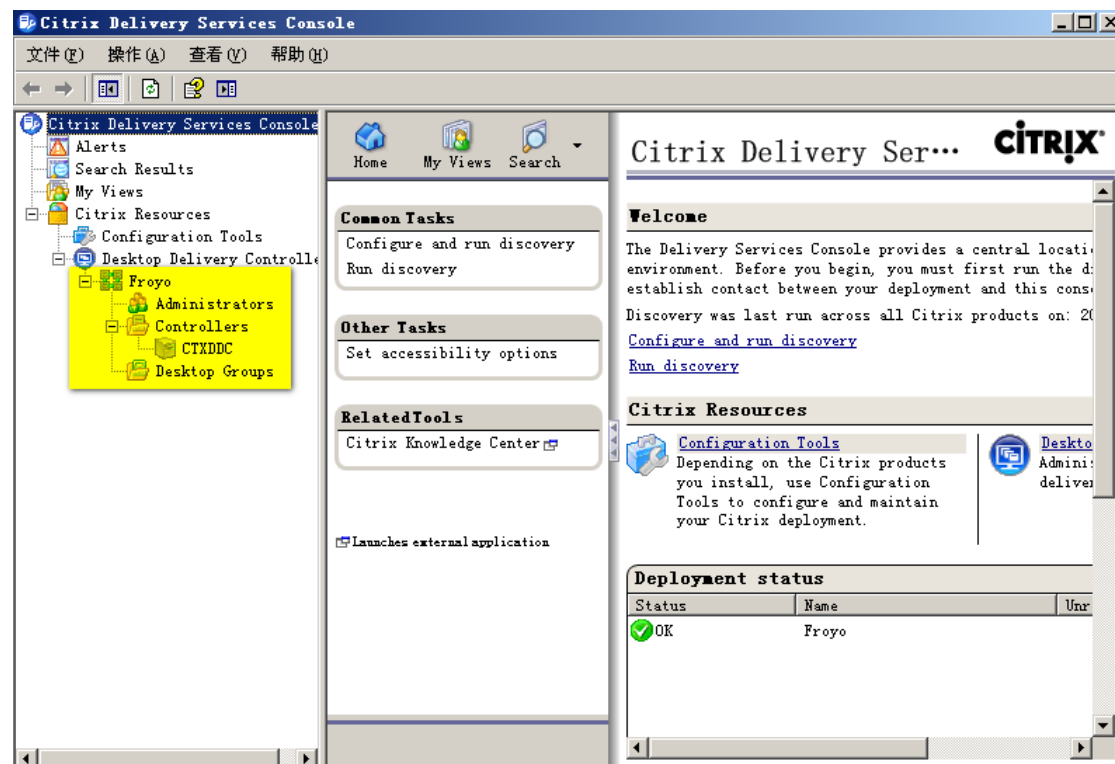 Citrix Delivery Services Console
文件(F) 操作(A) 查看(V) 帮助(H)
Citrix Delivery Services Console
Alerts
Search Results
My Views
Citrix Resources
Configuration Tools
Desktop Delivery Controlle
Froyo
Administrators
Controllers
CTXDDC
Desktop Groups
Home My Views Search
Common Tasks
Configure and run discovery
Run discovery
Other Tasks
Set accessibility options
RelatedTools
Citrix Knowledge Center
Launches external application
Citrix Delivery Ser··· CITRIX
Welcome
The Delivery Services Console provides a central locati
environment. Before you begin, you must first run the d
establish contact between your deployment and this cons
Discovery was last run across all Citrix products on: 20
Configure and run discovery
Run discovery
Citrix Resources
Configuration Tools
Depending on the Citrix products
you install, use Configuration
Tools to configure and maintain
your Citrix deployment.
Deskto
Adminis
deliver
Deployment status
Status Name Unr
OK Froyo